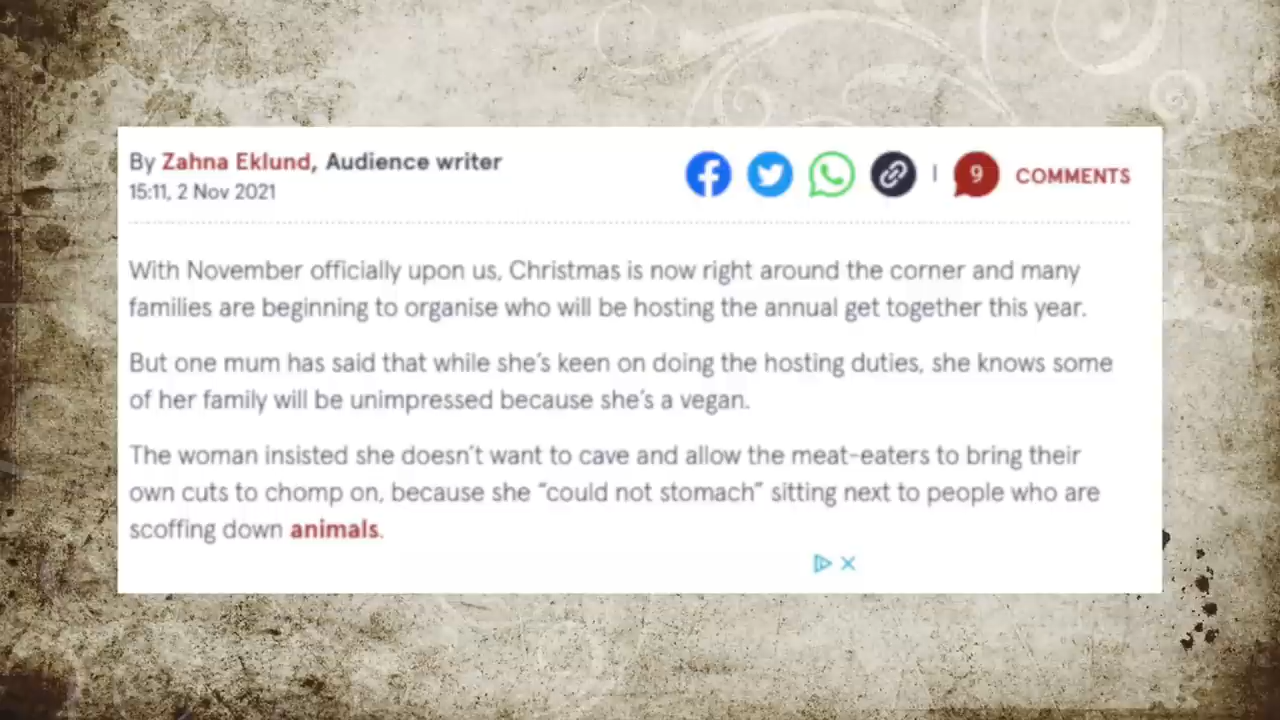 By Zahna Eklund, Audience writer
15:11, 2 Nov 2021
9 COMMENTS
With November officially upon us, Christmas is now right around the corner and many
families are beginning to organise who will be hosting the annual get together this year.
But one mum has said that while she's keen on doing the hosting duties, she knows some
of her family will be unimpressed because she's a vegan.
The woman insisted she doesn't want to cave and allow the meat-eaters to bring their
own cuts to chomp on, because she “could not stomach” sitting next to people who are
scoffing down animals.